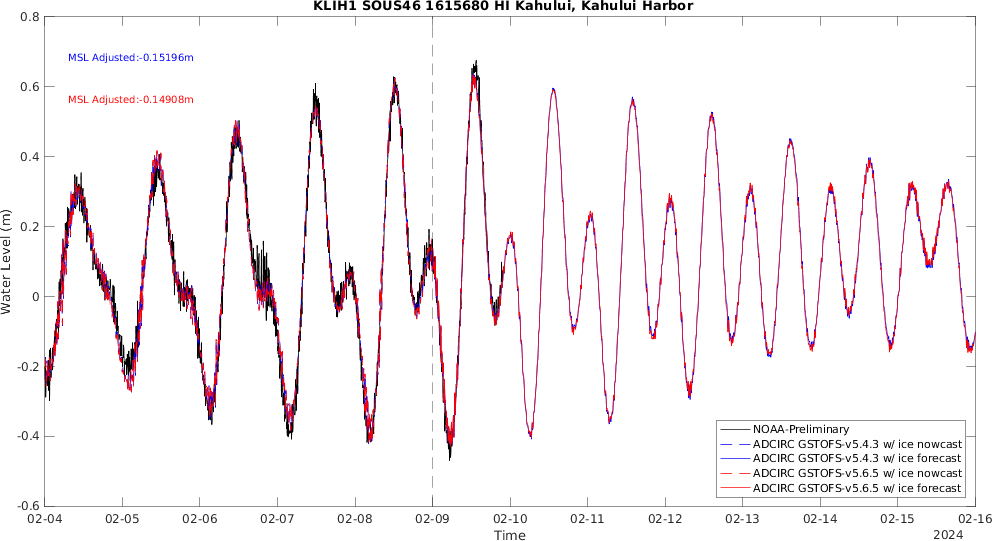 KLIH1 SOUS46 1615680 HI Kahului, Kahului Harbor
0.8
0.6
0.4
0.2
0
-0.2
-0.4
-0.6
Water Level (m)
MSL Adjusted:-0.15196m
MSL Adjusted:-0.14908m
NOAA-Preliminary
ADCIRC GSTOFS-v5.4.3 w/ ice nowcast
ADCIRC GSTOFS-v5.4.3 w/ ice forecast
ADCIRC GSTOFS-v5.6.5 w/ ice nowcast
ADCIRC GSTOFS-v5.6.5 w/ ice forecast
02-04 02-05 02-06 02-07 02-08 02-09 02-10 02-11 02-12 02-13 02-14 02-15 02-16
Time
2024